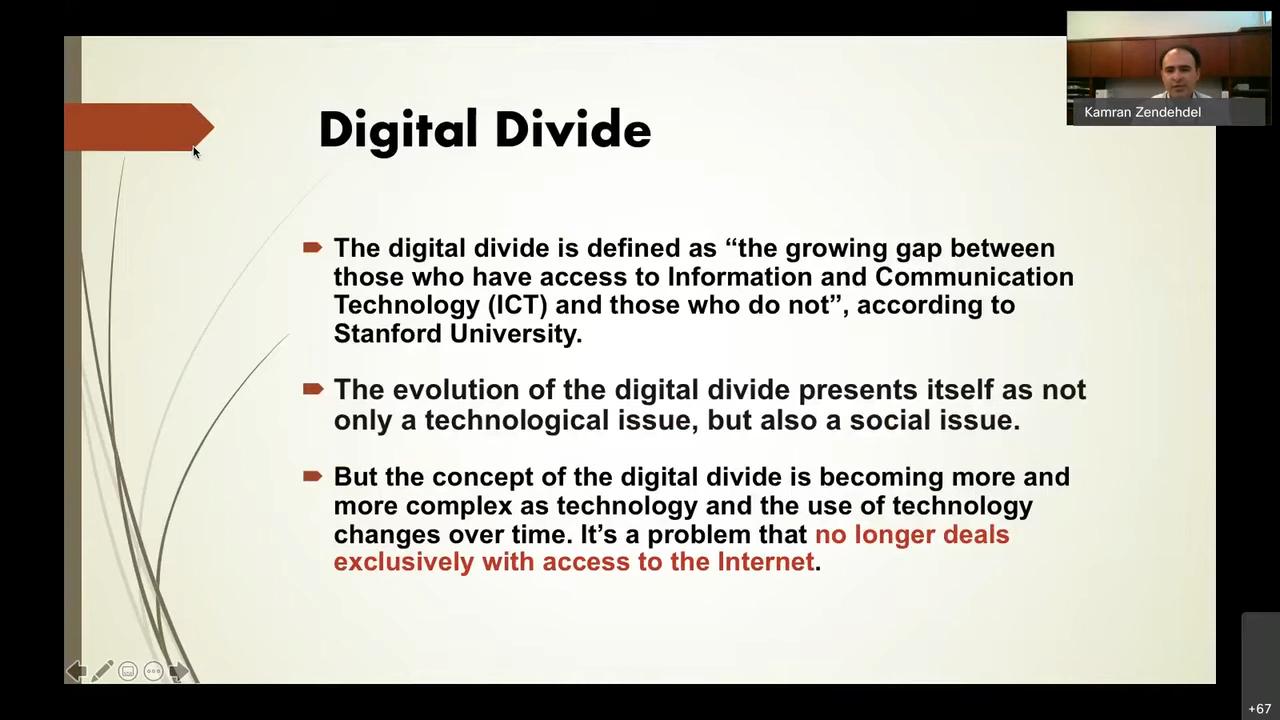 Kamran Zendehdel
Digital Divide
The digital divide is defined as “the growing gap between
those who have access to Information and Communication
Technology (ICT) and those who do not”, according to
Stanford University.
The evolution of the digital divide presents itself as not
only a technological issue, but also a social issue.
But the concept of the digital divide is becoming more and
more complex as technology and the use of technology
changes over time. It’s a problem that no longer deals
exclusively with access to the Internet.
+67